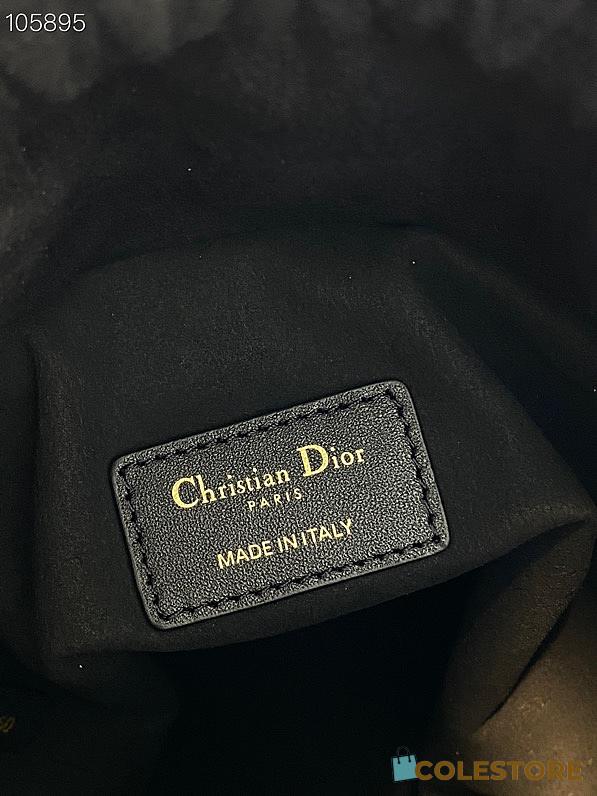 105895
Christian Dior
PARIS
MADE IN ITALY
COLESTORE